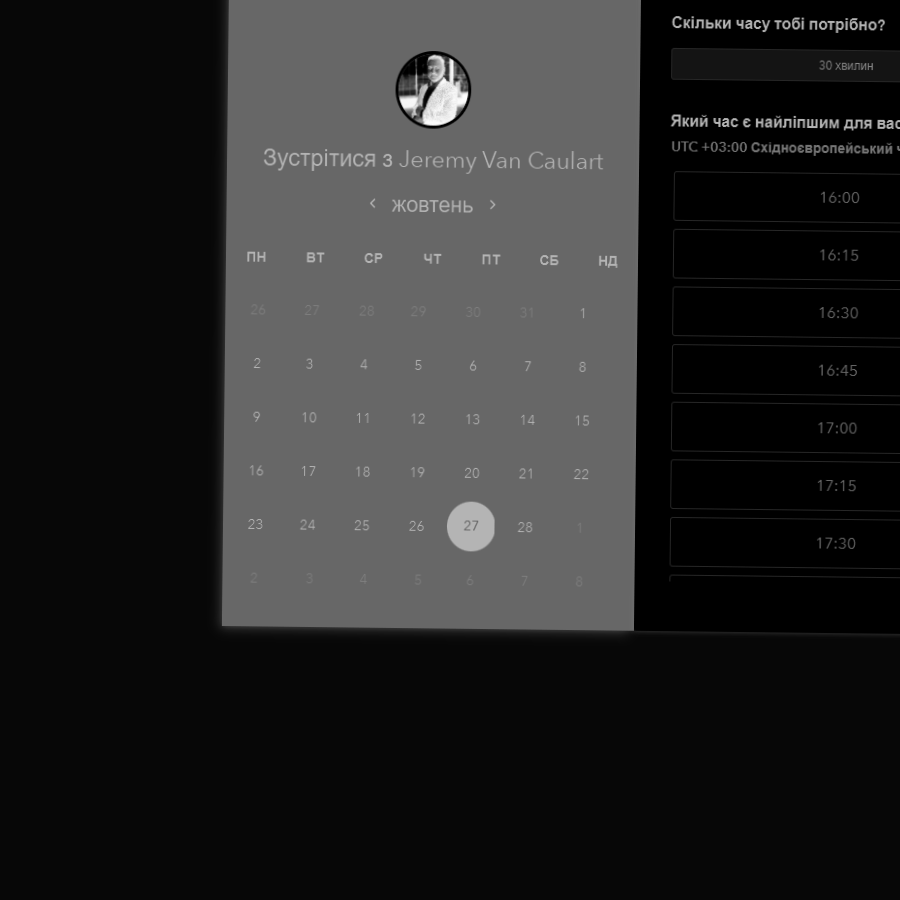 Зустрітися з Jeremy Van Caulart
‹ жовтень ›
ПН ВТ СР ЧТ ПТ СБ НД
26 27 28 29 30 31 1
2 3 4 5 6 7 8
9 10 11 12 13 14 15
16 17 18 19 20 21 22
23 24 25 26 27 28 1
2 3 4 5 6 7 8
Скільки часу тобі потрібно?
30 хвилин
Який час є найліпшим для вас
UTC +03:00 Східноєвропейський
16:00
16:15
16:30
16:45
17:00
17:15
17:30